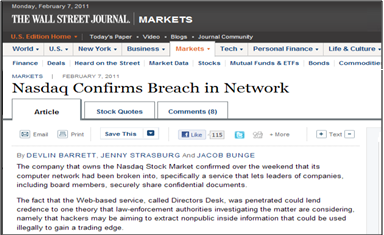 Monday, February 7, 2011
THE WALL STREET JOURNAL MARKETS
U.S. Edition Home Today's Paper • Video • Blogs • Journal Community
World U.S. New York Business Markets Tech Personal Finance Life & Culture
Finance Deals Heard on the Street Market Data Stocks Mutual Funds & ETFs Bonds Commodities
MARKETS FEBRUARY 7, 2011
Nasdaq Confirms Breach in Network
Article Stock Quotes Comments (8)
Email Print Save This Like 115 + More + Text -
By DEVLIN BARRETT, JENNY STRASBURG And JACOB BUNGE
The company that owns the Nasdaq Stock Market confirmed over the weekend that its
computer network had been broken into, specifically a service that lets leaders of companies,
including board members, securely share confidential documents.
The fact that the Web-based service, called Directors Desk, was penetrated could lend
credence to one theory that law-enforcement authorities investigating the matter are considering,
namely that hackers may be aiming to extract nonpublic inside information that could be used
illegally to gain a trading edge.